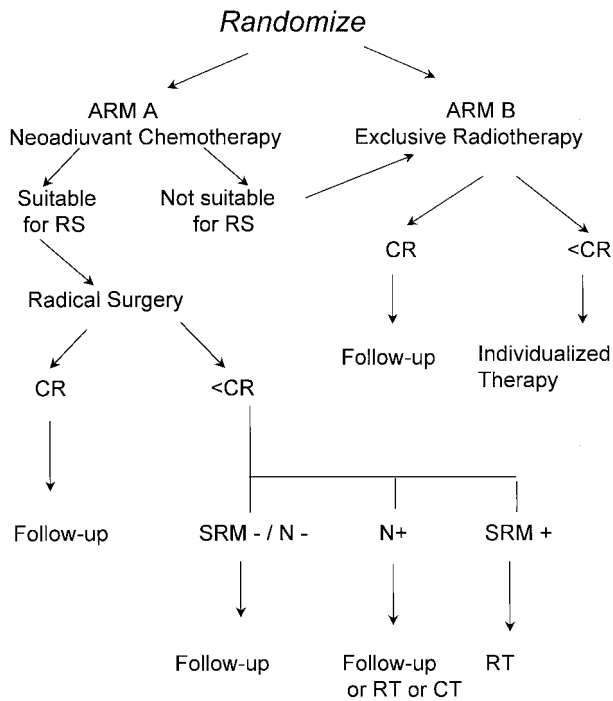 Randomize
ARM A
Neoadiuvant Chemotherapy
ARM B
Exclusive Radiotherapy
Suitable
for RS
Not suitable
for RS
CR
<CR
Radical Surgery
Follow-up
Individualized
Therapy
CR
<CR
Follow-up
SRM - / N -
N+
SRM +
Follow-up
Follow-up
or RT or CT
RT